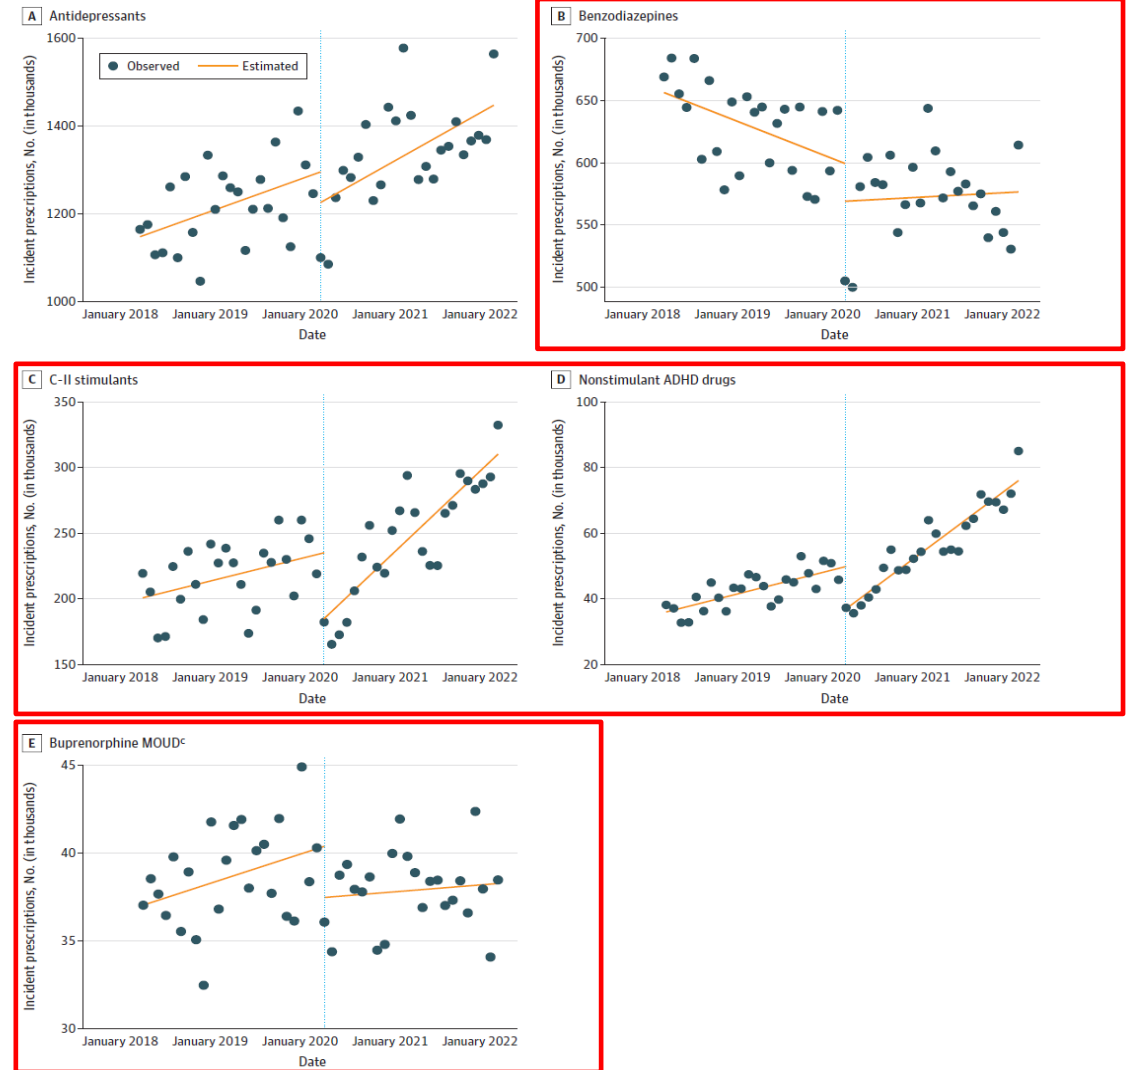 A Antidepressants
Incident prescriptions, No. (in thousands)
1600
1400
1200
1000
Observed Estimated
January 2018 January 2019 January 2020 January 2021 January 2022
Date
B Benzodiazepines
Incident prescriptions, No. (in thousands)
700
650
600
550
500
January 2018 January 2019 January 2020 January 2021 January 2022
Date
C C-II stimulants
Incident prescriptions, No. (in thousands)
350
300
250
200
150
January 2018 January 2019 January 2020 January 2021 January 2022
Date
D Nonstimulant ADHD drugs
Incident prescriptions, No. (in thousands)
100
80
60
40
20
January 2018 January 2019 January 2020 January 2021 January 2022
Date
E Buprenorphine MOUDᶜ
Incident prescriptions, No. (in thousands)
45
40
35
30
January 2018 January 2019 January 2020 January 2021 January 2022
Date